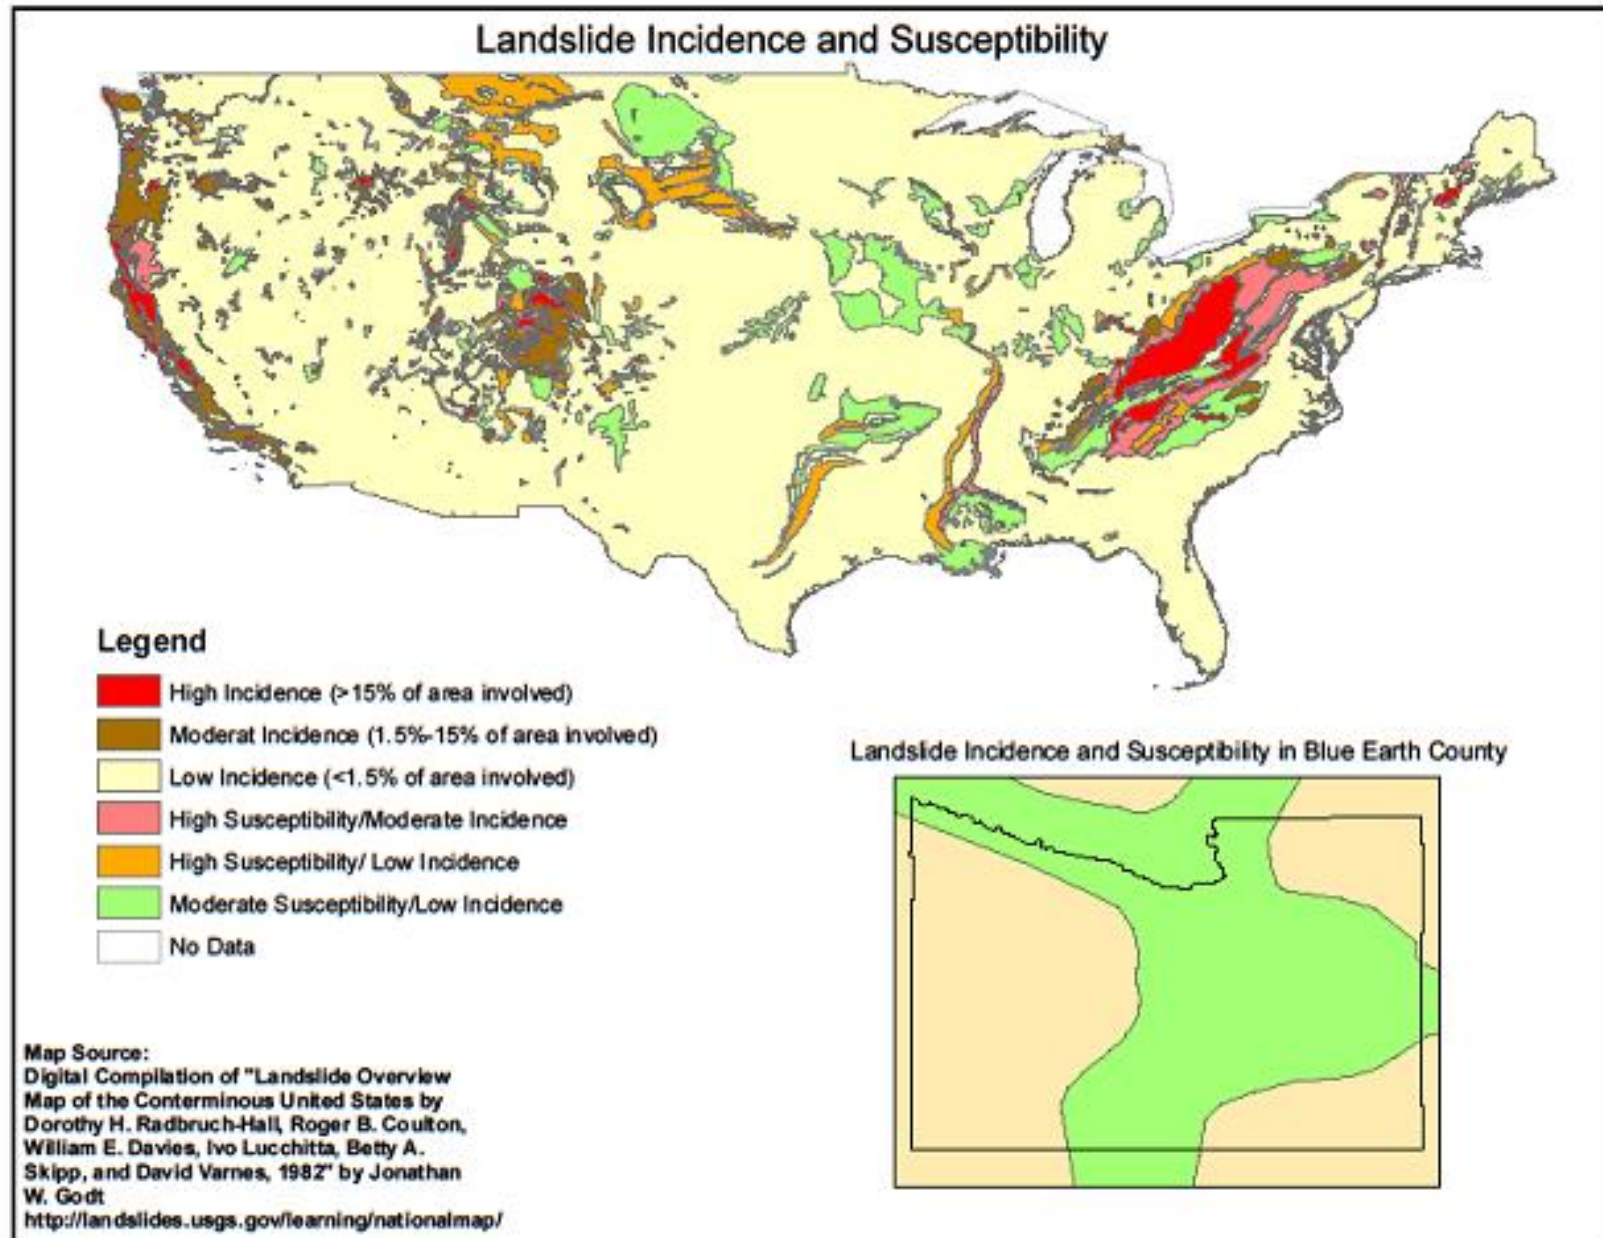 Landslide Incidence and Susceptibility
Legend
High Incidence (>15% of area involved)
Moderat Incidence (1.5%-15% of area involved)
Low Incidence (<1.5% of area involved)
High Susceptibility/Moderate Incidence
High Susceptibility/ Low Incidence
Moderate Susceptibility/Low Incidence
No Data
Landslide Incidence and Susceptibility in Blue Earth County
Map Source:
Digital Compilation of "Landslide Overview
Map of the Conterminous United States by
Dorothy H. Radbruch-Hall, Roger B. Coulton,
William E. Davies, Ivo Lucchitta, Betty A.
Skipp, and David Varnes, 1982" by Jonathan
W. Godt
http://landslides.usgs.gov/learning/nationalmap/